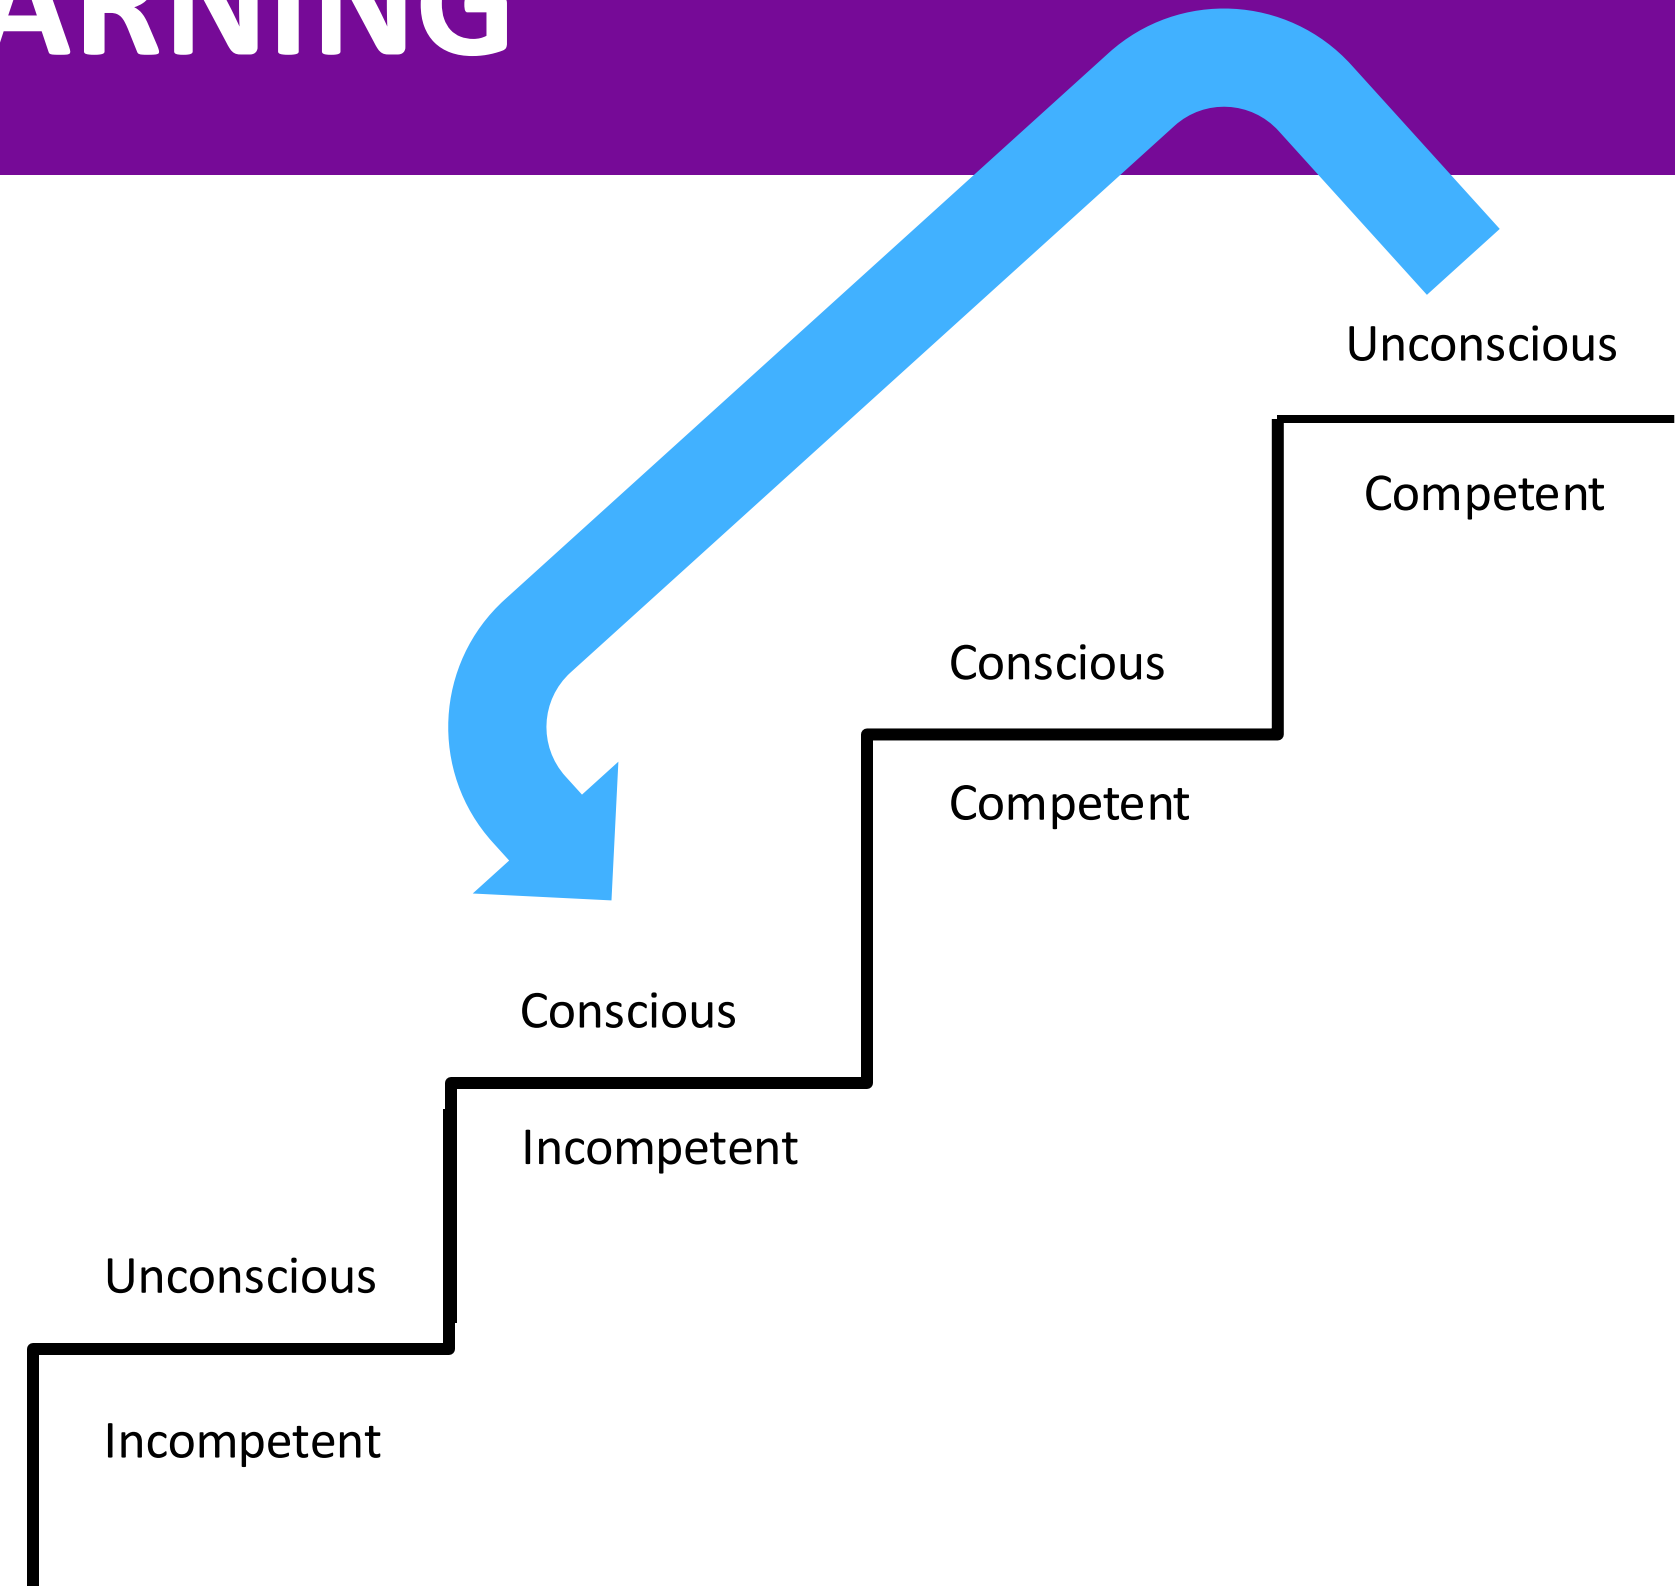 ARNING
Unconscious
Competent
Conscious
Competent
Conscious
Incompetent
Unconscious
Incompetent